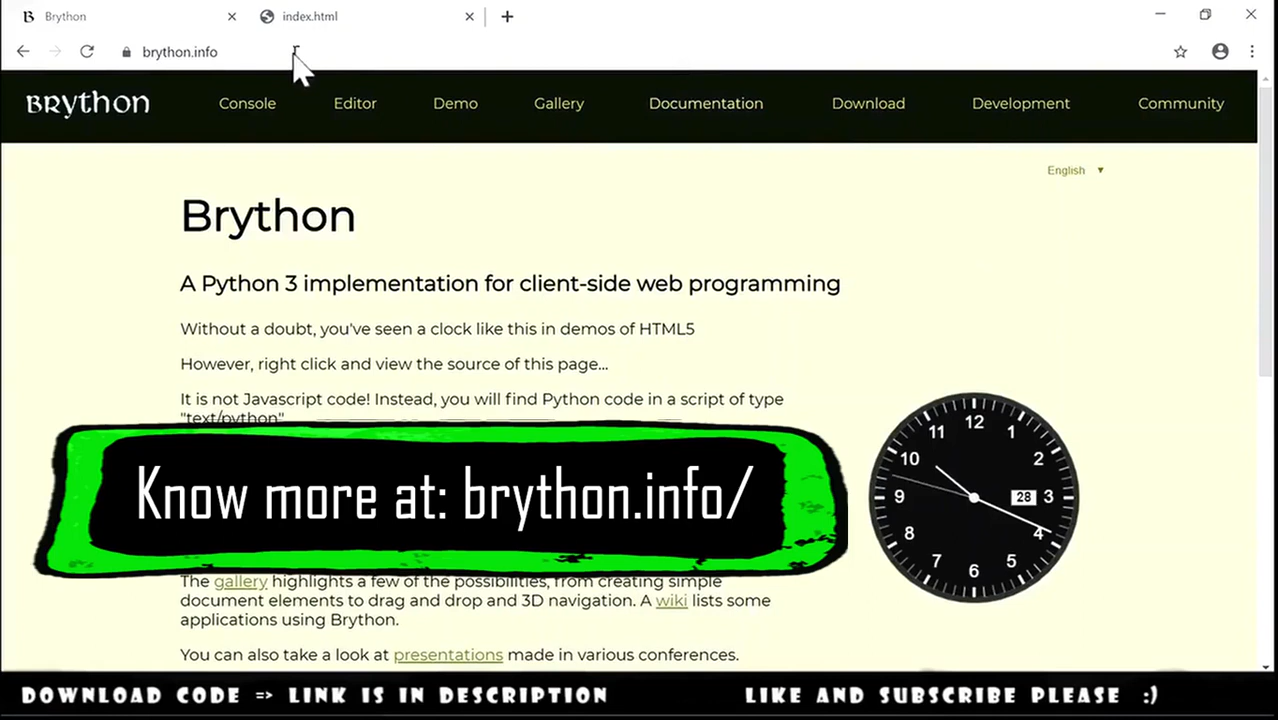 Brython
index.html
brython.info
BRYthon Console Editor Demo Gallery Documentation Download Development Community
English
Brython
A Python 3 implementation for client-side web programming
Without a doubt, you've seen a clock like this in demos of HTML5
However, right click and view the source of this page...
It is not Javascript code! Instead, you will find Python code in a script of type
"text/python"
Know more at: brython.info/
12
11 1
10 2
9 28 3
8 4
7 5
6
The gallery highlights a few of the possibilities, from creating simple
document elements to drag and drop and 3D navigation. A wiki lists some
applications using Brython.
You can also take a look at presentations made in various conferences.
DOWNLOAD CODE => LINK IS IN DESCRIPTION LIKE AND SUBSCRIBE PLEASE :)